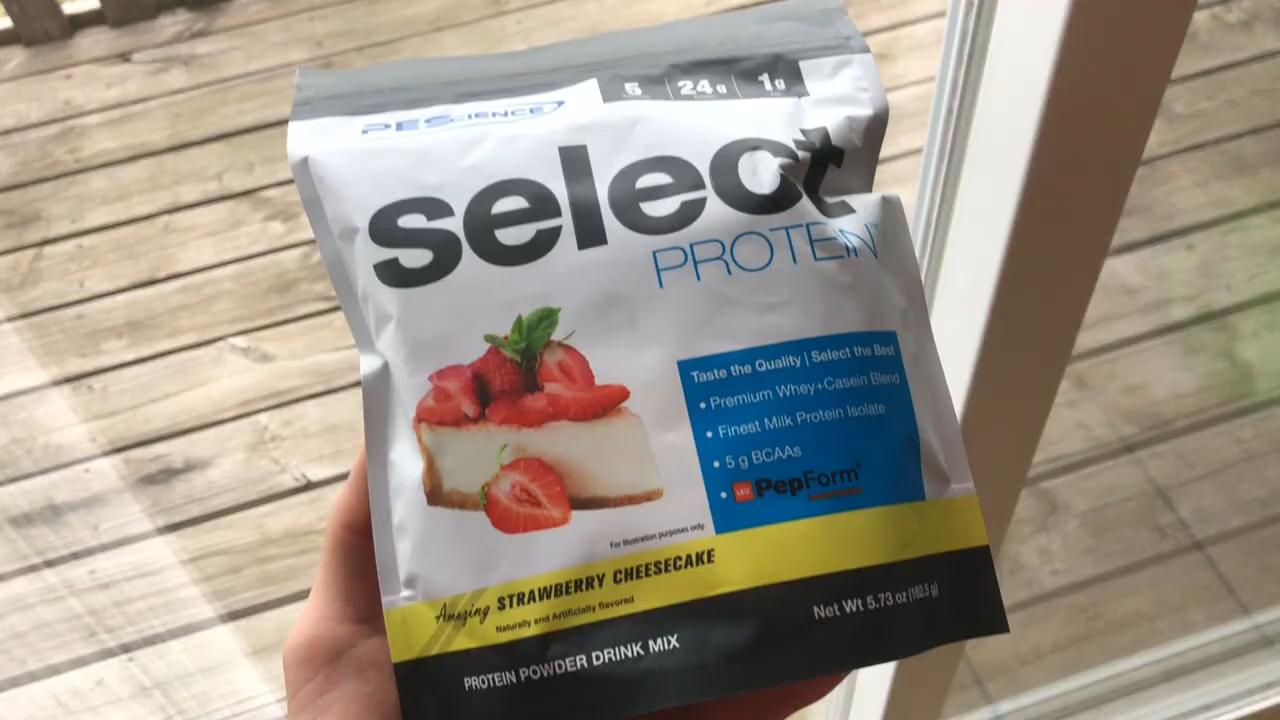 5 24g 1g
PEScience
select
PROTEIN
Taste the Quality | Select the Best
• Premium Whey+Casein Blend
• Finest Milk Protein Isolate
• 5 g BCAAs
• LEU PepForm
For illustration purposes only.
Amazing STRAWBERRY CHEESECAKE
Naturally and Artificially flavored
Net Wt 5.73 oz (162.5 g)
PROTEIN POWDER DRINK MIX